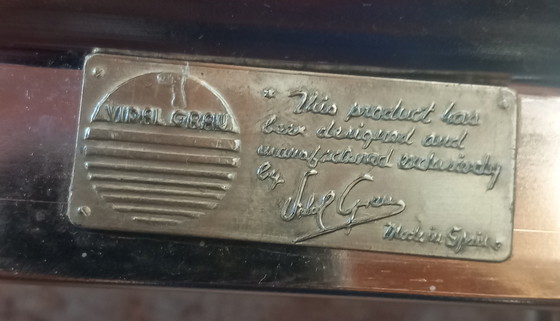 VIDAL GRAU
* This product has
been designed and
manufactured exclusively
by
Vidal Grau
Made in Spain